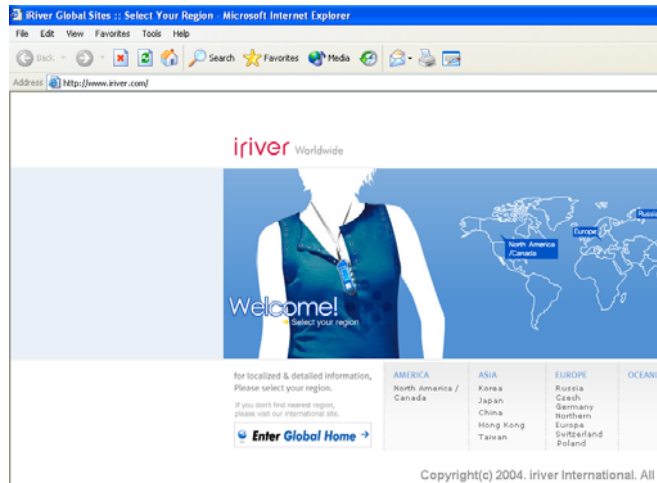 iRiver Global Sites :: Select Your Region - Microsoft Internet Explorer
File Edit View Favorites Tools Help
Back Search Favorites Media
Address http://www.iriver.com/
iriver Worldwide
Russia
Europe
North America
/Canada
Welcome!
Select your region
for localized & detailed information,
Please select your region.
If you don't find nearest region,
please visit our international site.
Enter Global Home
AMERICA
North America /
Canada
ASIA
Korea
Japan
China
Hong Kong
Taiwan
EUROPE
Russia
Czech
Germany
Northern
Europe
Switzerland
Poland
OCEANI
Copyright(c) 2004. iriver International. All